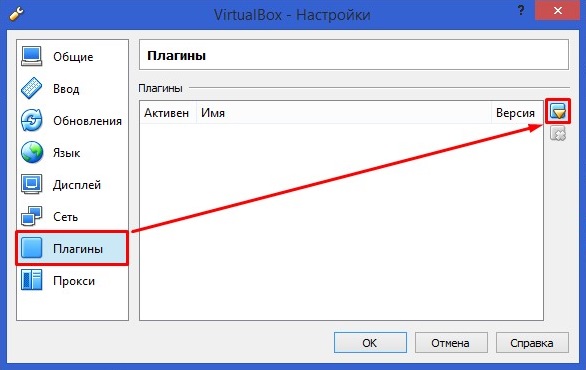 VirtualBox - Настройки
?
Общие
Ввод
Обновления
Язык
Дисплей
Сеть
Плагины
Прокси
Плагины
Плагины
Активен Имя Версия
OK Отмена Справка